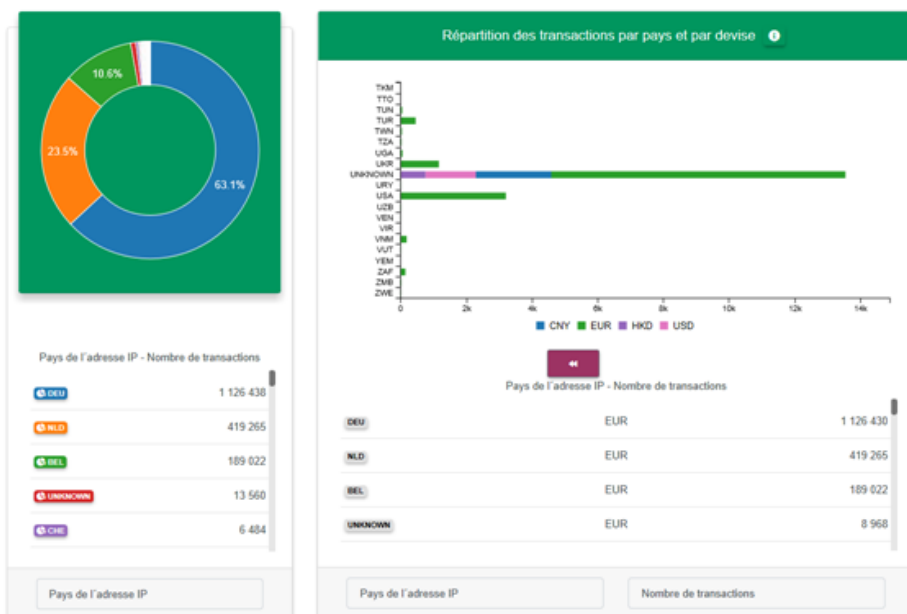 10.6%
23.5%
63.1%
Pays de l´adresse IP - Nombre de transactions
DEU 1 126 438
NLD 419 265
BEL 189 022
UNKNOWN 13 560
CHE 6 484
Pays de l´adresse IP
Répartition des transactions par pays et par devise
TKM
TTO
TUN
TUR
TWN
TZA
UGA
UKR
UNKNOWN
URY
USA
UZB
VEN
VIR
VNM
VUT
YEM
ZAF
ZMB
ZWE
0 2k 4k 6k 8k 10k 12k 14k
CNY EUR HKD USD
Pays de l´adresse IP - Nombre de transactions
DEU EUR 1 126 430
NLD EUR 419 265
BEL EUR 189 022
UNKNOWN EUR 8 968
Pays de l´adresse IP Nombre de transactions